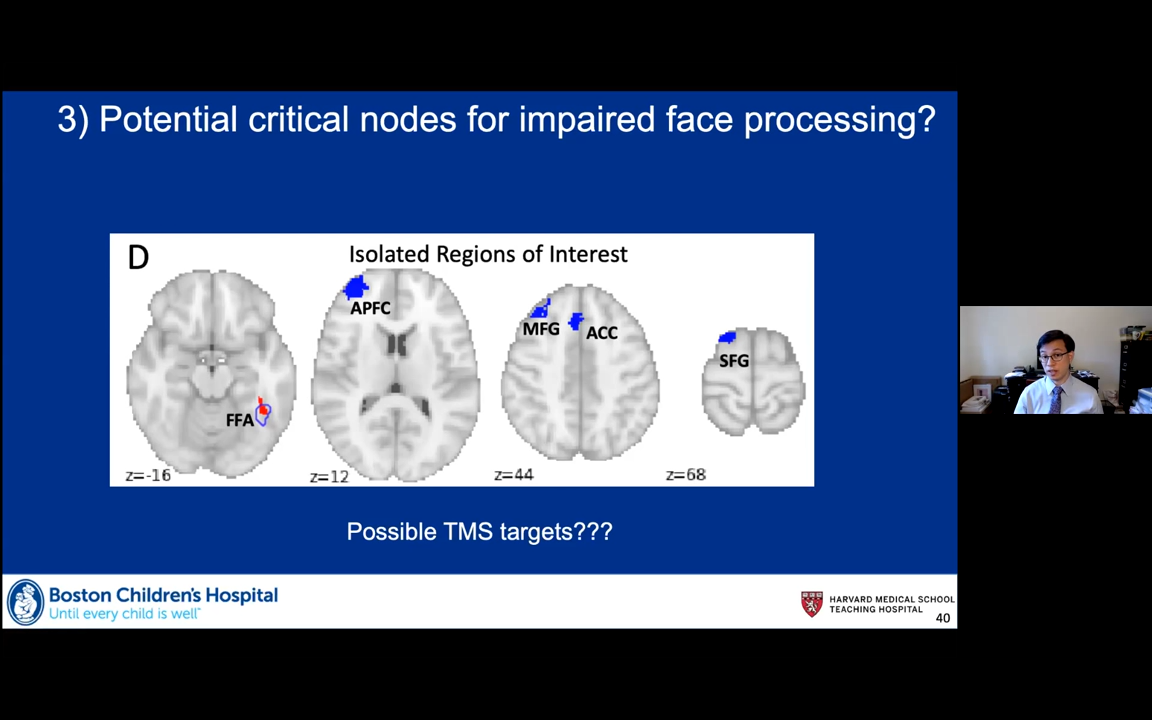 3) Potential critical nodes for impaired face processing?
D
Isolated Regions of Interest
APFC
MFG
ACC
SFG
FFA
z=-16
z=12
z=44
z=68
Possible TMS targets???
Boston Children's Hospital
Until every child is well™
HARVARD MEDICAL SCHOOL
TEACHING HOSPITAL
40